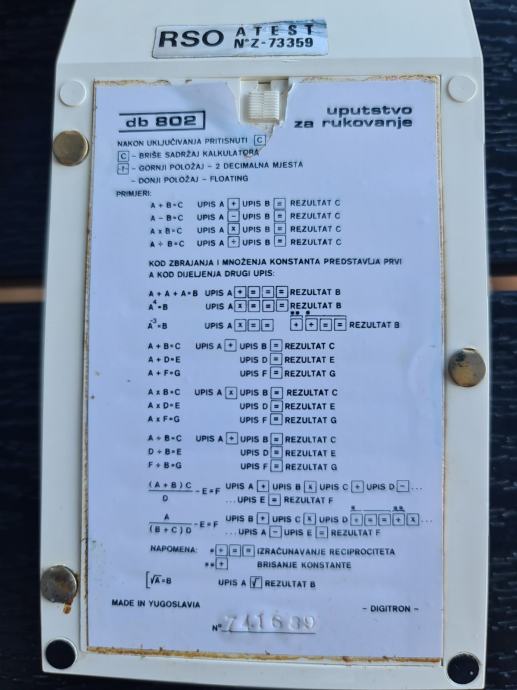 RSO ATEST
NºZ-73359
db 802
uputstvo
za rukovanje
NAKON UKLJUČIVANJA PRITISNUTI [C]
[C] – BRIŠE SADRŽAJ KALKULATORA
– GORNJI POLOŽAJ – 2 DECIMALNA MJESTA
– DONJI POLOŽAJ – FLOATING
PRIMJERI:
A + B = C UPIS A [+] UPIS B [=] REZULTAT C
A – B = C UPIS A [–] UPIS B [=] REZULTAT C
A x B = C UPIS A [x] UPIS B [=] REZULTAT C
A ÷ B = C UPIS A [÷] UPIS B [=] REZULTAT C
KOD ZBRAJANJA I MNOŽENJA KONSTANTA PREDSTAVLJA PRVI
A KOD DIJELJENJA DRUGI UPIS:
A + A + A = B UPIS A [+] [=] [=] [=] REZULTAT B
A⁴ = B UPIS A [x] [=] [=] [=] REZULTAT B
** *
A⁻³ = B UPIS A [x] [=] [=] [÷] [÷] [=] [=] REZULTAT B
A + B = C UPIS A [+] UPIS B [=] REZULTAT C
A + D = E UPIS D [=] REZULTAT E
A + F = G UPIS F [=] REZULTAT G
A x B = C UPIS A [x] UPIS B [=] REZULTAT C
A x D = E UPIS D [=] REZULTAT E
A x F = G UPIS F [=] REZULTAT G
A ÷ B = C UPIS A [÷] UPIS B [=] REZULTAT C
D ÷ B = E UPIS D [=] REZULTAT E
F ÷ B = G UPIS F [=] REZULTAT G
(A + B) C / D – E = F UPIS A [+] UPIS B [x] UPIS C [÷] UPIS D [–] ...
...UPIS E [=] REZULTAT F
A / (B + C) D – E = F UPIS B [+] UPIS C [x] UPIS D [÷] [=] [=] [÷] [x] ...
...UPIS A [–] UPIS E [=] REZULTAT F
NAPOMENA: * [÷] [=] [=] IZRAČUNAVANJE RECIPROCITETA
** [÷] BRISANJE KONSTANTE
[√A = B UPIS A [√] REZULTAT B
MADE IN YUGOSLAVIA – DIGITRON –
Nº